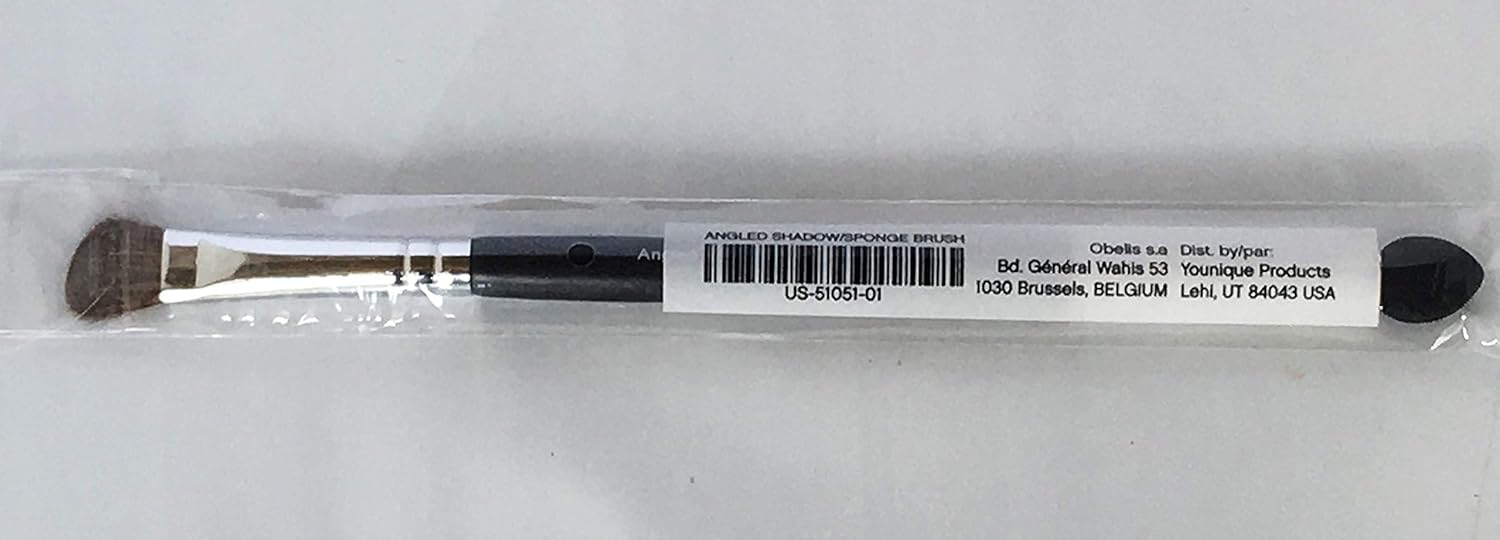 An
ANGLED SHADOW/SPONGE BRUSH
US-51051-01
Obelis s.a
Bd. Général Wahis 53
1030 Brussels, BELGIUM
Dist. by/par:
Younique Products
Lehi, UT 84043 USA